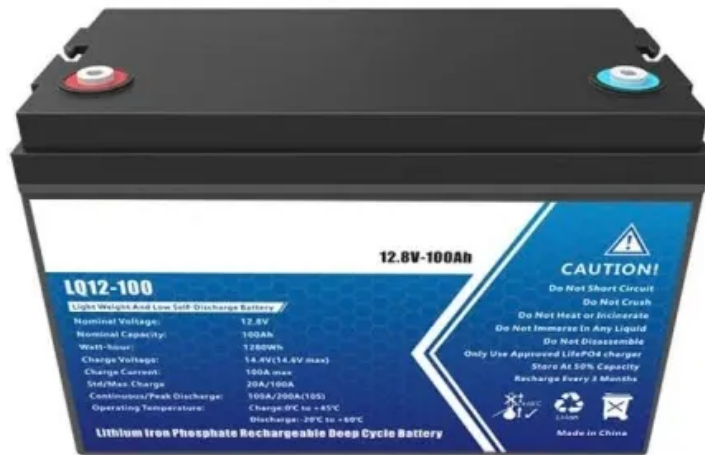 12.8V-100Ah
LQ12-100
Light Weight And Low Self-Discharge Battery
Nominal Voltage: 12.8V
Nominal Capacity: 100Ah
Watt-hour: 1280Wh
Charge Voltage: 14.4V(14.6V max)
Charge Current: 100A max
Std/Max.Charge 20A/100A
Continuous/Peak Discharge: 100A/200A(10S)
Operating Temperature: Charge:0℃ to +45℃
Discharge:-20℃ to +60℃
Lithium Iron Phosphate Rechargeable Deep Cycle Battery
CAUTION!
Do Not Short Circuit
Do Not Crush
Do Not Heat or Incinerate
Do Not Immerse In Any Liquid
Do Not Disassemble
Only Use Approved LifePO4 charger
Store At 50% Capacity
Recharge Every 3 Months
Li-ion
Made in China